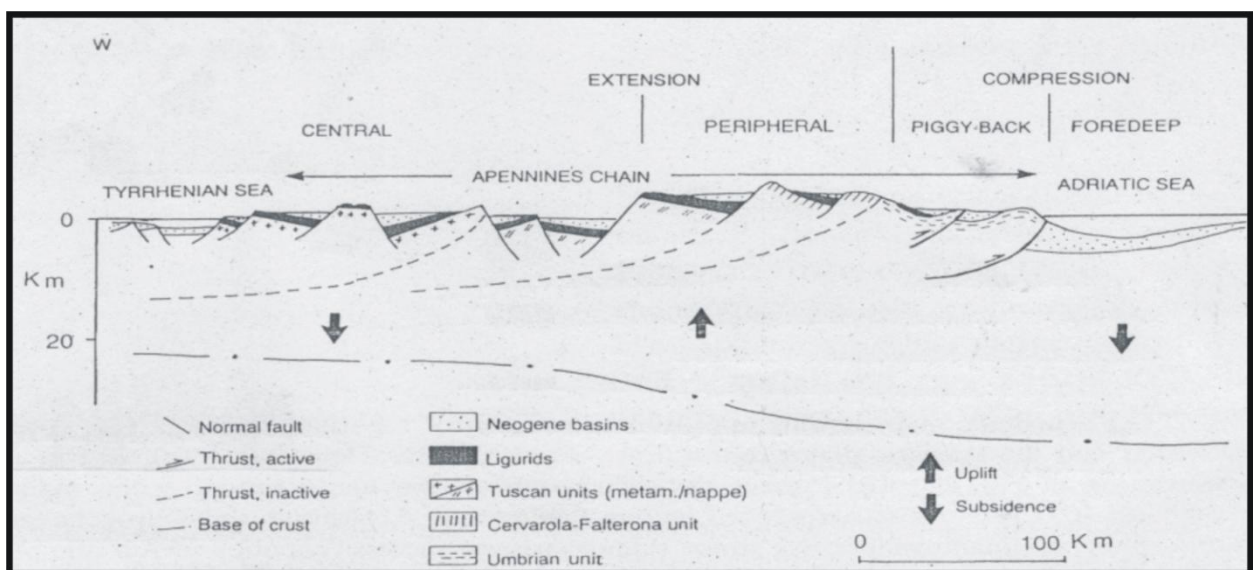 W
EXTENSION
COMPRESSION
CENTRAL
PERIPHERAL
PIGGY-BACK
FOREDEEP
TYRRHENIAN SEA
APENNINES CHAIN
ADRIATIC SEA
0
Km
20
Normal fault
Thrust, active
Thrust, inactive
Base of crust
Neogene basins
Ligurids
Tuscan units (metam./nappe)
Cervarola-Falterona unit
Umbrian unit
Uplift
Subsidence
0 100 Km